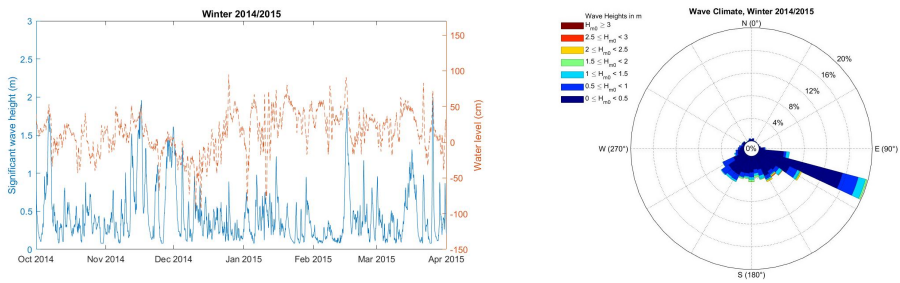 Winter 2014/2015
3
2.5
2
1.5
1
0.5
0
Significant wave height (m)
150
100
50
0
-50
-100
-150
Water level (cm)
Oct 2014
Nov 2014
Dec 2014
Jan 2015
Feb 2015
Mar 2015
Apr 2015
Wave Climate, Winter 2014/2015
N (0°)
Wave Heights in m
Hm0 ≥ 3
2.5 ≤ Hm0 < 3
2 ≤ Hm0 < 2.5
1.5 ≤ Hm0 < 2
1 ≤ Hm0 < 1.5
0.5 ≤ Hm0 < 1
0 ≤ Hm0 < 0.5
20%
16%
12%
8%
4%
0%
W (270°)
E (90°)
S (180°)